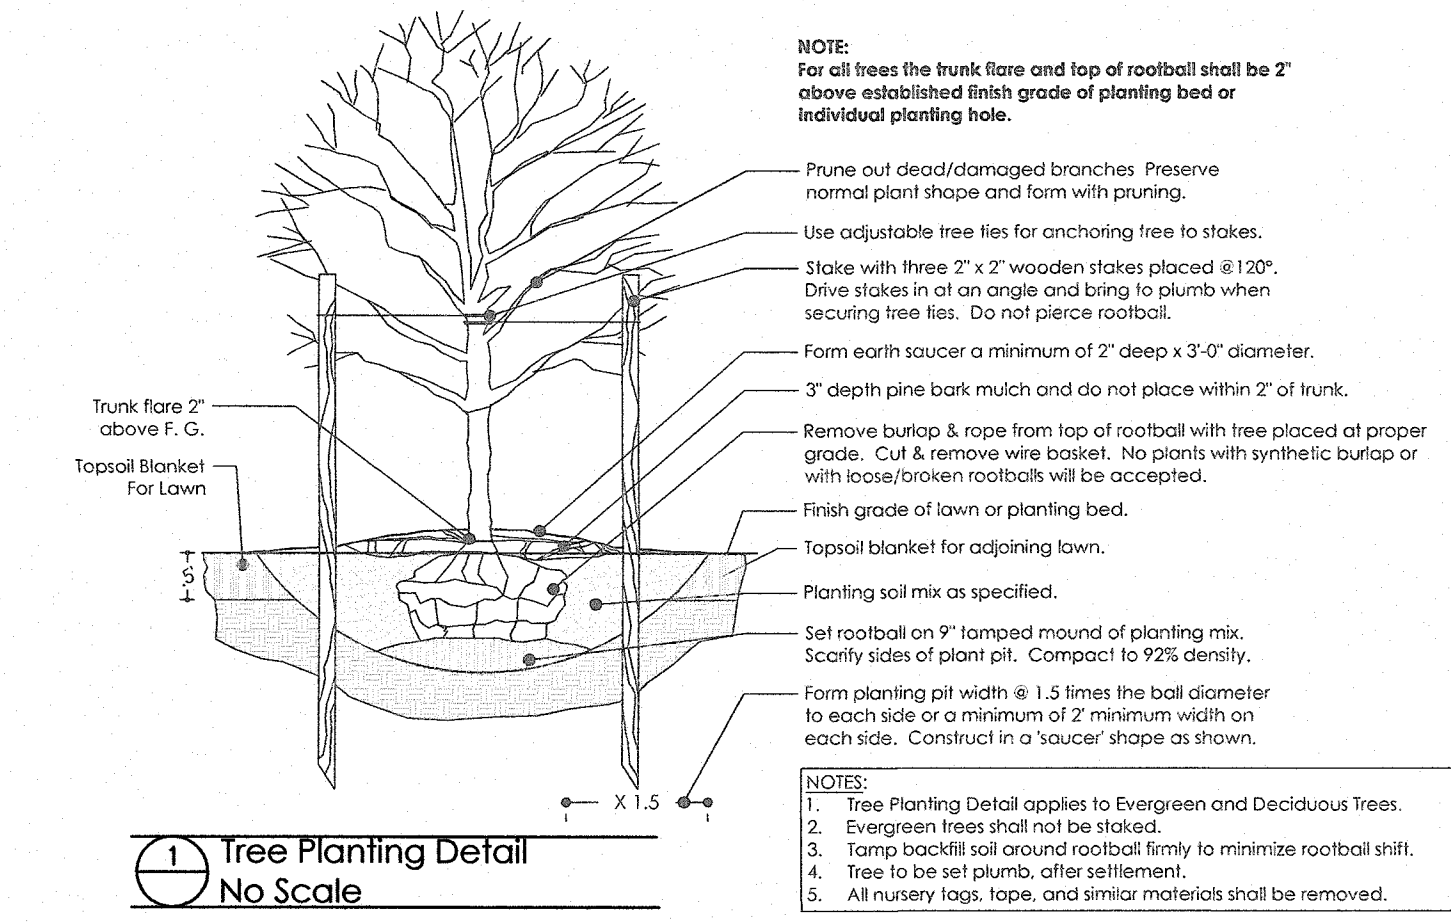 NOTE:
For all trees the trunk flare and top of rootball shall be 2"
above established finish grade of planting bed or
individual planting hole.
Prune out dead/damaged branches Preserve
normal plant shape and form with pruning.
Use adjustable tree ties for anchoring tree to stakes.
Stake with three 2" x 2" wooden stakes placed @120°.
Drive stakes in at an angle and bring to plumb when
securing tree ties. Do not pierce rootball.
Form earth saucer a minimum of 2" deep x 3'-0" diameter.
3" depth pine bark mulch and do not place within 2" of trunk.
Remove burlap & rope from top of rootball with tree placed at proper
grade. Cut & remove wire basket. No plants with synthetic burlap or
with loose/broken rootballs will be accepted.
Finish grade of lawn or planting bed.
Topsoil blanket for adjoining lawn.
Planting soil mix as specified.
Set rootball on 9" tamped mound of planting mix.
Scarify sides of plant pit. Compact to 92% density.
Form planting pit width @ 1.5 times the ball diameter
to each side or a minimum of 2' minimum width on
each side. Construct in a 'saucer' shape as shown.
Trunk flare 2"
above F. G.
Topsoil Blanket
For Lawn
.5
X 1.5
1
Tree Planting Detail
No Scale
NOTES:
1. Tree Planting Detail applies to Evergreen and Deciduous Trees.
2. Evergreen trees shall not be staked.
3. Tamp backfill soil around rootball firmly to minimize rootball shift.
4. Tree to be set plumb, after settlement.
5. All nursery tags, tape, and similar materials shall be removed.